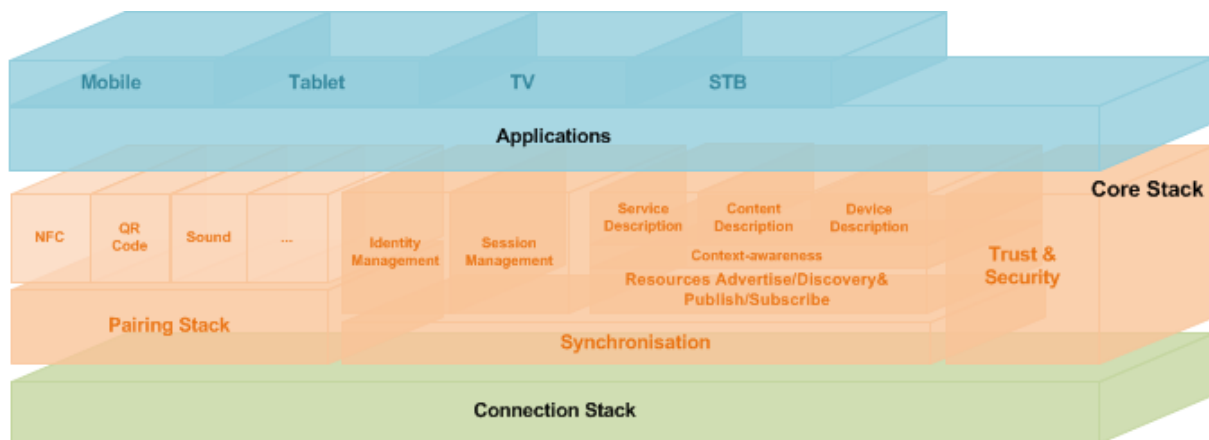 Mobile
Tablet
TV
STB
Applications
Core Stack
NFC
QR
Code
Sound
...
Identity
Management
Session
Management
Service
Description
Content
Description
Device
Description
Context-awareness
Resources Advertise/Discovery&
Publish/Subscribe
Trust &
Security
Pairing Stack
Synchronisation
Connection Stack